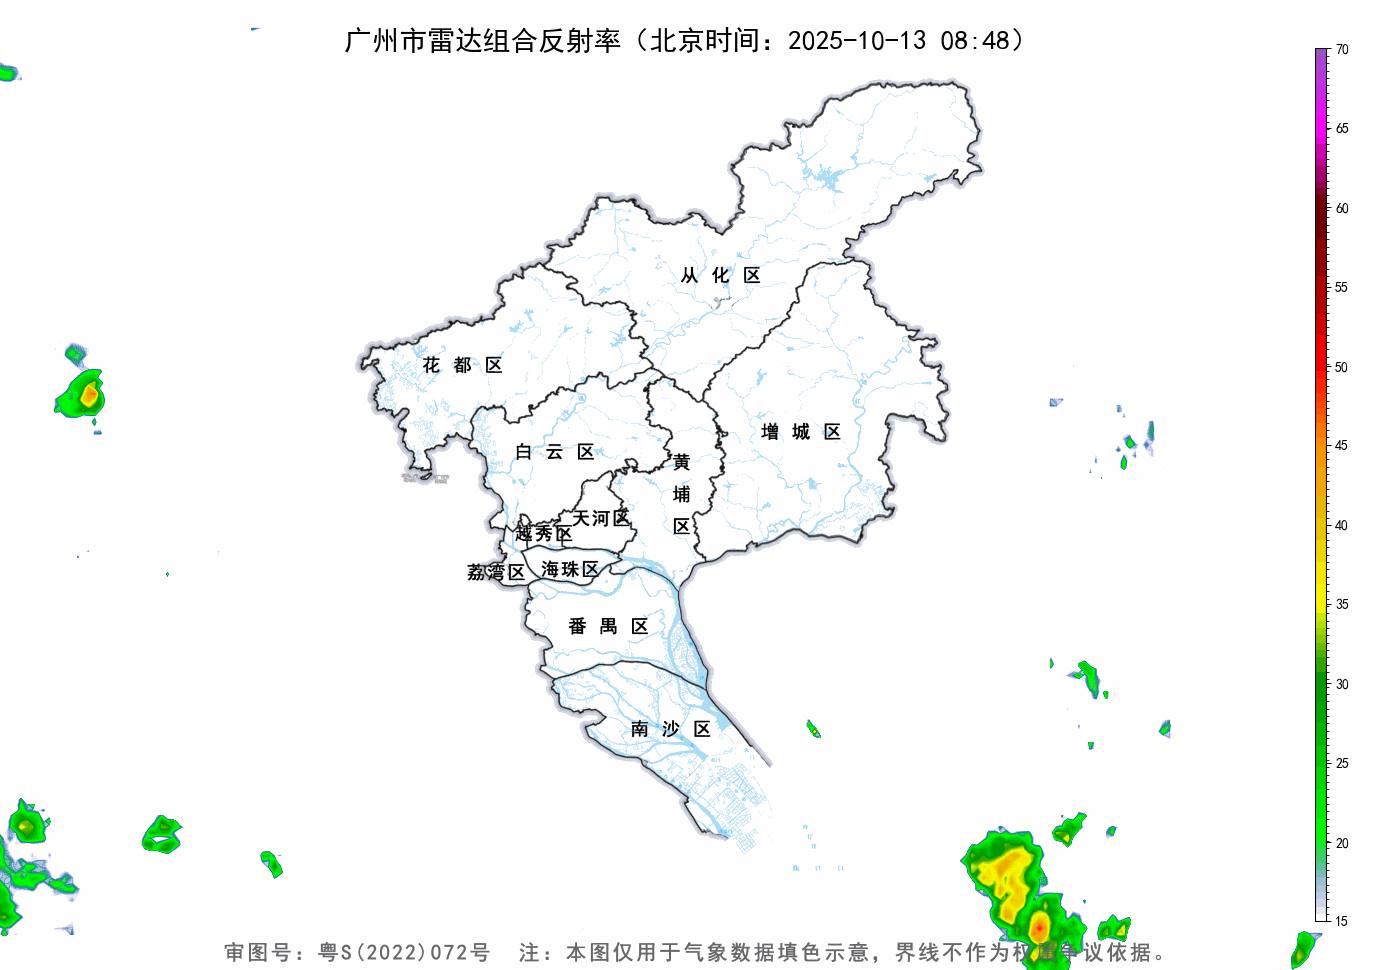 广州市雷达组合反射率（北京时间：2025-10-13 08:48）
70
65
60
55
50
45
40
35
30
25
20
15
从化区
花都区
增城区
白云区
黄埔区
天河区
越秀区
荔湾区
海珠区
番禺区
南沙区
审图号：粤S(2022)072号 注：本图仅用于气象数据填色示意，界线不作为权属争议依据。